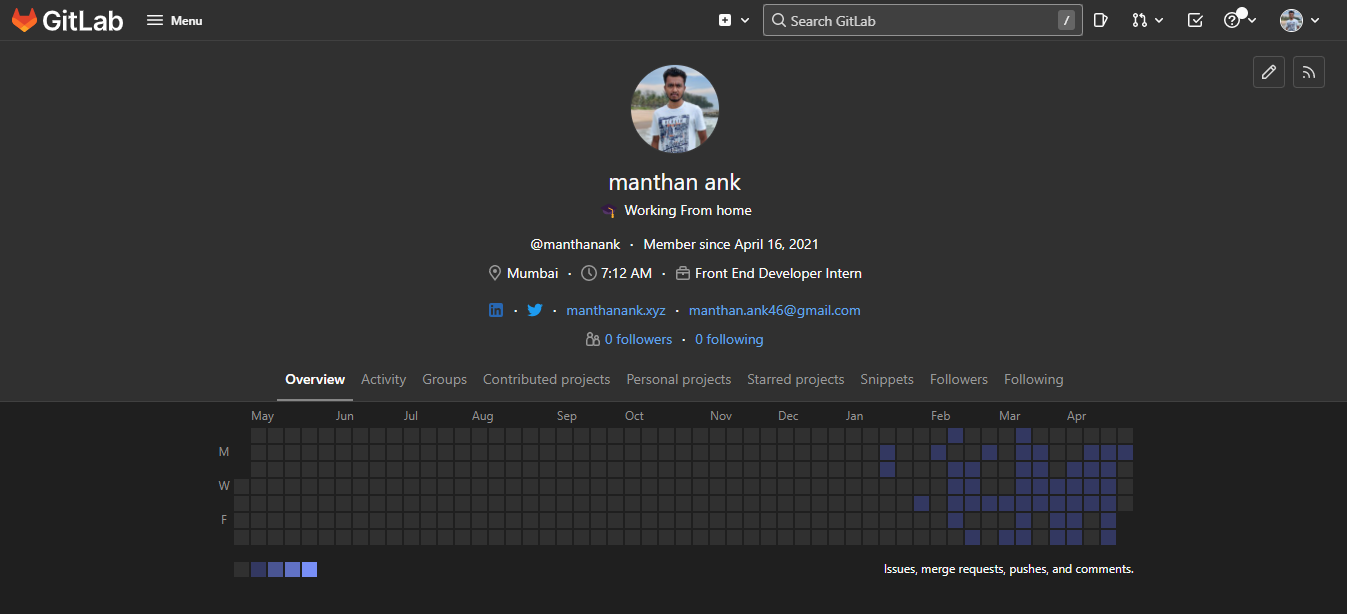 GitLab Menu Search GitLab /
manthan ank
Working From home
@manthanank · Member since April 16, 2021
Mumbai · 7:12 AM · Front End Developer Intern
in · · manthanank.xyz · manthan.ank46@gmail.com
0 followers · 0 following
Overview Activity Groups Contributed projects Personal projects Starred projects Snippets Followers Following
May Jun Jul Aug Sep Oct Nov Dec Jan Feb Mar Apr
M
W
F
Issues, merge requests, pushes, and comments.